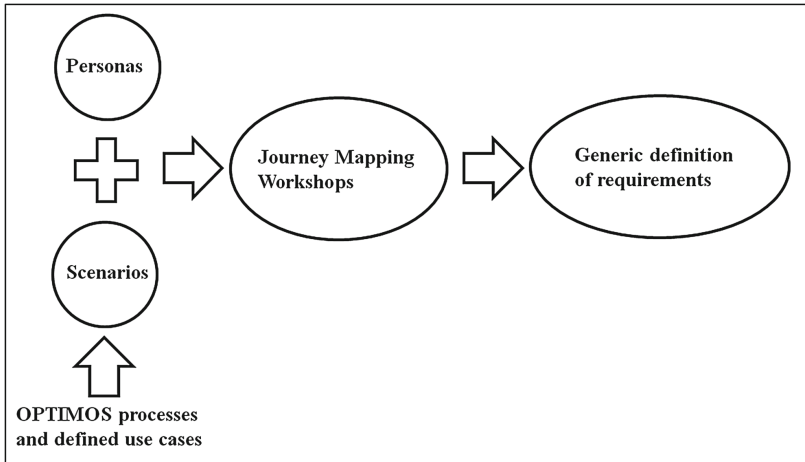 Personas
Scenarios
OPTIMOS processes
and defined use cases
Journey Mapping
Workshops
Generic definition
of requirements